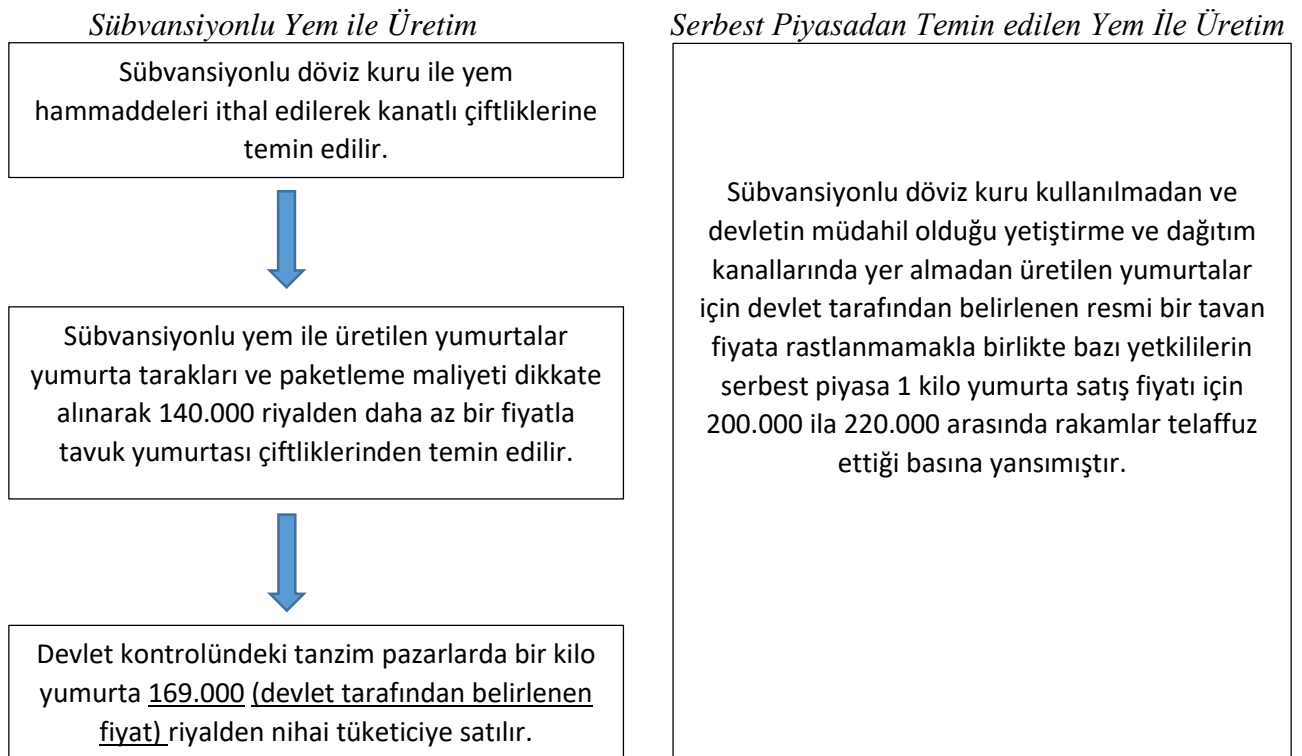 Sübvansiyonlu Yem ile Üretim
Sübvansiyonlu döviz kuru ile yem
hammaddeleri ithal edilerek kanatlı çiftliklerine
temin edilir.
Sübvansiyonlu yem ile üretilen yumurtalar
yumurta tarakları ve paketleme maliyeti dikkate
alınarak 140.000 riyalden daha az bir fiyatla
tavuk yumurtası çiftliklerinden temin edilir.
Devlet kontrolündeki tanzim pazarlarda bir kilo
yumurta 169.000 (devlet tarafından belirlenen
fiyat) riyalden nihai tüketiciye satılır.
Serbest Piyasadan Temin edilen Yem İle Üretim
Sübvansiyonlu döviz kuru kullanılmadan ve
devletin müdahil olduğu yetiştirme ve dağıtım
kanallarında yer almadan üretilen yumurtalar
için devlet tarafından belirlenen resmi bir tavan
fiyata rastlanmamakla birlikte bazı yetkililerin
serbest piyasa 1 kilo yumurta satış fiyatı için
200.000 ila 220.000 arasında rakamlar telaffuz
ettiği basına yansımıştır.